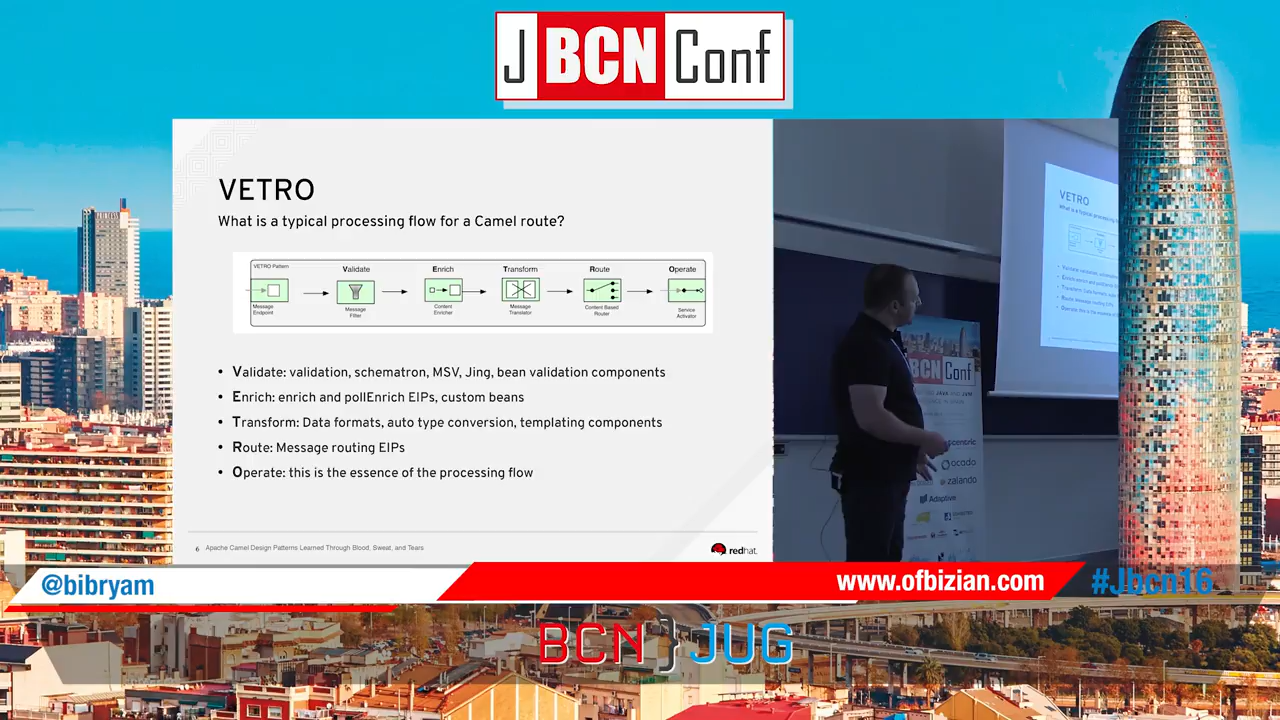 J BCN Conf
VETRO
What is a typical processing flow for a Camel route?
VETRO Pattern
Validate
Enrich
Transform
Route
Operate
Message Endpoint
Message Filter
Content Enricher
Message Translator
Content Based Router
Service Activator
• Validate: validation, schematron, MSV, Jing, bean validation components
• Enrich: enrich and pollEnrich EIPs, custom beans
• Transform: Data formats, auto type conversion, templating components
• Route: Message routing EIPs
• Operate: this is the essence of the processing flow
6 Apache Camel Design Patterns Learned Through Blood, Sweat, and Tears
redhat.
VETRO
BCN Conf
ocado
zalando
Adaptive
@bibryam
www.ofbizian.com
#Jbcn16
BCN } JUG